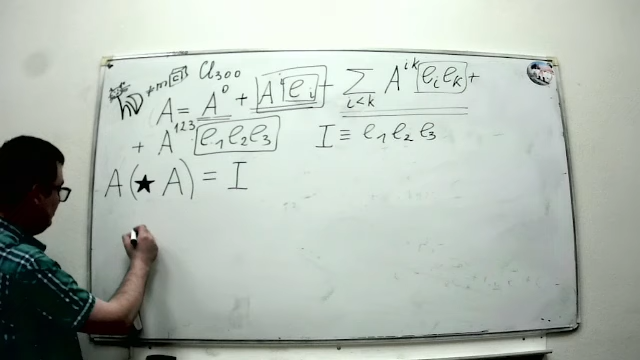 Cl₃₀₀
A = A⁰ + Aⁱeᵢ + ∑ᵢ<ₖ Aⁱᵏ eᵢeₖ +
+ A¹²³ e₁e₂e₃   I ≡ e₁e₂e₃
A(★A) = I